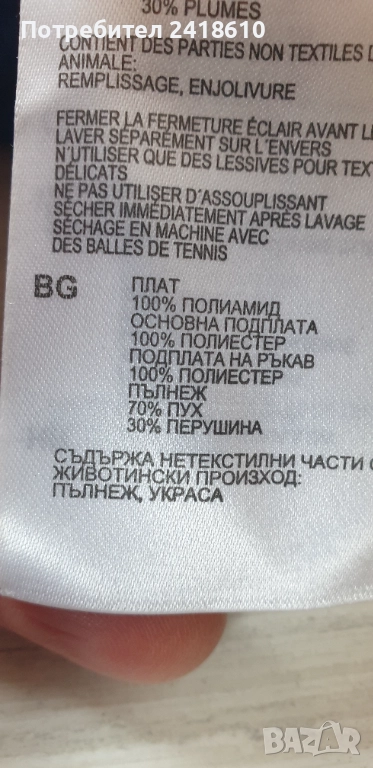 30% PLUMES
Потребител 2418610
CONTIENT DES PARTIES NON TEXTILES D
ANIMALE:
REMPLISSAGE, ENJOLIVURE
FERMER LA FERMETURE ÉCLAIR AVANT LE
LAVER SÉPARÉMENT SUR L'ENVERS
N'UTILISER QUE DES LESSIVES POUR TEX
DÉLICATS
NE PAS UTILISER D'ASSOUPLISSANT
SÉCHER IMMÉDIATEMENT APRÈS LAVAGE
SÉCHAGE EN MACHINE AVEC
DES BALLES DE TENNIS
BG ПЛАТ
100% ПОЛИАМИД
ОСНОВНА ПОДПЛАТА
100% ПОЛИЕСТЕР
ПОДПЛАТА НА РЪКАВ
100% ПОЛИЕСТЕР
ПЪЛНЕЖ
70% ПУХ
30% ПЕРУШИНА
СЪДЪРЖА НЕТЕКСТИЛНИ ЧАСТИ С
ЖИВОТИНСКИ ПРОИЗХОД:
ПЪЛНЕЖ, УКРАСА
BAZAR